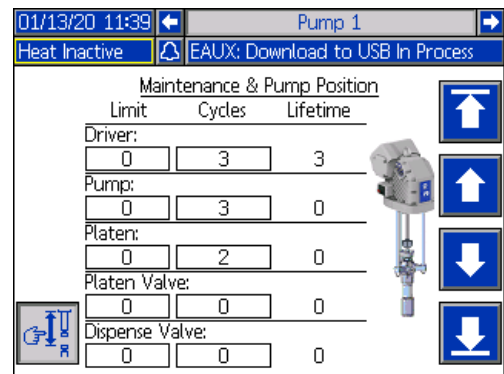 01/13/20 11:39 Pump 1
Heat Inactive EAUX: Download to USB In Process
Maintenance & Pump Position
Limit Cycles Lifetime
Driver:
0 3 3
Pump:
0 3 0
Platen:
0 2 0
Platen Valve:
0 0 0
Dispense Valve:
0 0 0